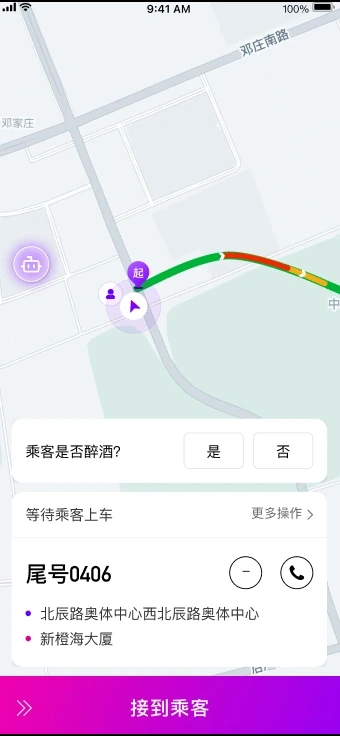 9:41 AM
100%
邓庄南路
邓家庄
起
中
乘客是否醉酒?
是
否
等待乘客上车
更多操作
尾号0406
北辰路奥体中心西北辰路奥体中心
新橙海大厦
接到乘客